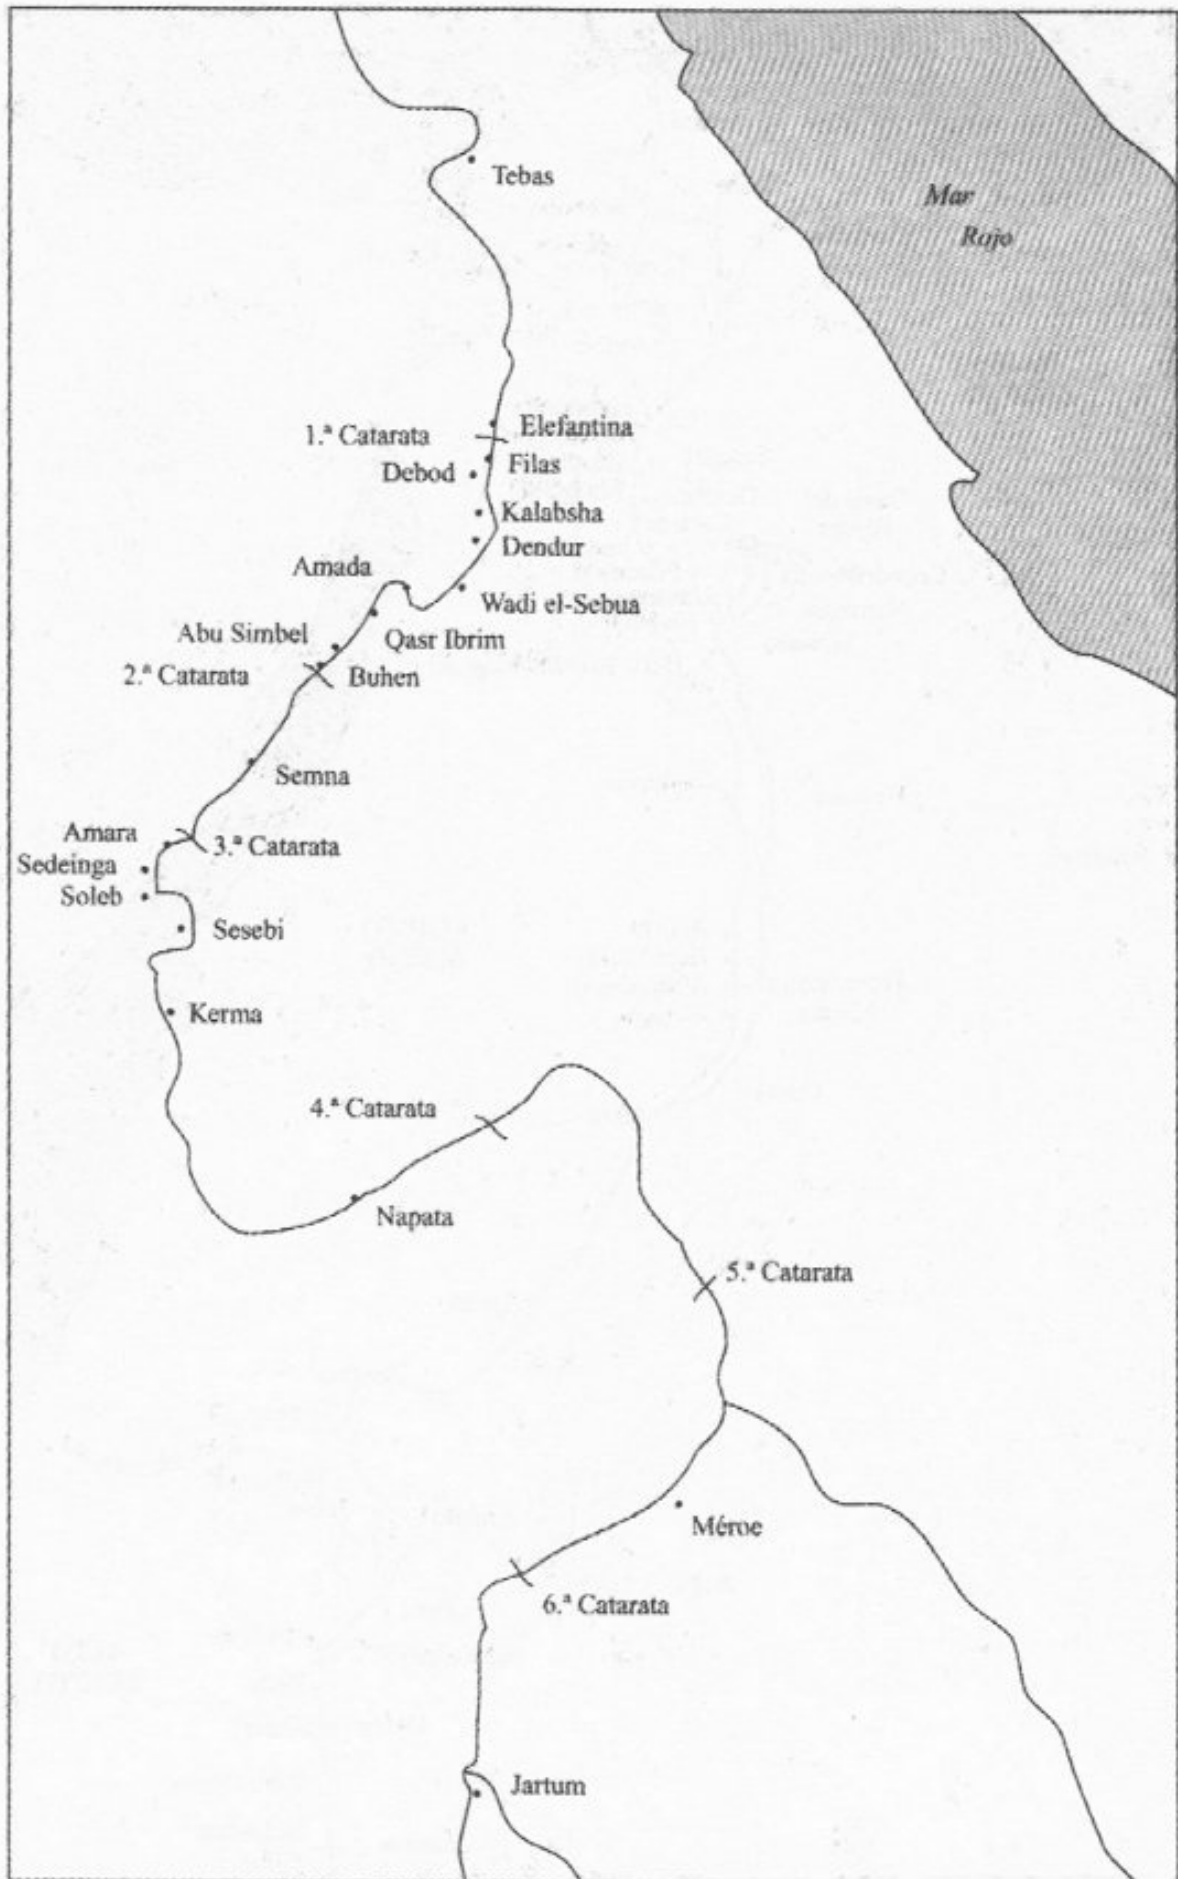 Tebas
Mar
Rojo
Elefantina
1.ª Catarata
Filas
Debod
Kalabsha
Dendur
Amada
Wadi el-Sebua
Qasr Ibrim
Abu Simbel
2.ª Catarata
Buhen
Semna
Amara
3.ª Catarata
Sedeinga
Soleb
Sesebi
Kerma
4.ª Catarata
Napata
5.ª Catarata
Méroe
6.ª Catarata
Jartum